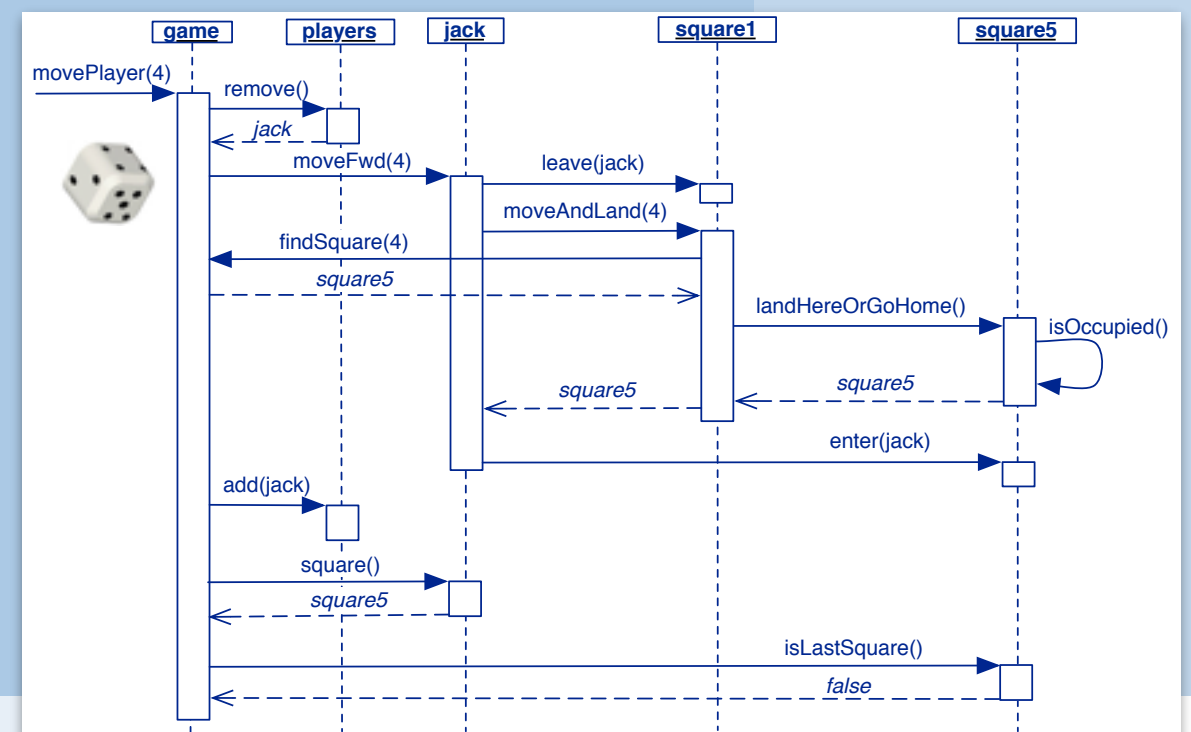 game
players
jack
square1
square5
movePlayer(4)
remove()
jack
moveFwd(4)
leave(jack)
moveAndLand(4)
findSquare(4)
square5
landHereOrGoHome()
isOccupied()
square5
square5
enter(jack)
add(jack)
square()
square5
isLastSquare()
false